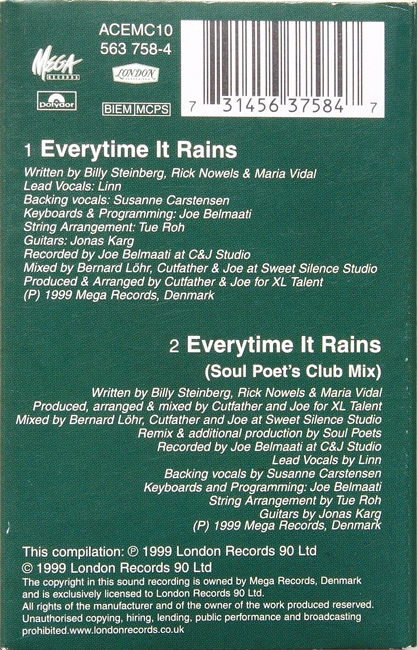 ACEMC10
563 758-4
MEGA
RECORDS
LONDON
polydor
BIEM MCPS
7 31456 37584 7
1 Everytime It Rains
Written by Billy Steinberg, Rick Nowels & Maria Vidal
Lead Vocals: Linn
Backing vocals: Susanne Carstensen
Keyboards & Programming: Joe Belmaati
String Arrangement: Tue Roh
Guitars: Jonas Karg
Recorded by Joe Belmaati at C&J Studio
Mixed by Bernard Löhr, Cutfather & Joe at Sweet Silence Studio
Produced & Arranged by Cutfather & Joe for XL Talent
(P) 1999 Mega Records, Denmark
2 Everytime It Rains
(Soul Poet's Club Mix)
Written by Billy Steinberg, Rick Nowels & Maria Vidal
Produced, arranged & mixed by Cutfather and Joe for XL Talent
Mixed by Bernard Löhr, Cutfather and Joe at Sweet Silence Studio
Remix & additional production by Soul Poets
Recorded by Joe Belmaati at C&J Studio
Lead Vocals by Linn
Backing vocals by Susanne Carstensen
Keyboards and Programming: Joe Belmaati
String Arrangement by Tue Roh
Guitars by Jonas Karg
(P) 1999 Mega Records, Denmark
This compilation: ℗ 1999 London Records 90 Ltd
© 1999 London Records 90 Ltd
The copyright in this sound recording is owned by Mega Records, Denmark
and is exclusively licensed to London Records 90 Ltd.
All rights of the manufacturer and of the owner of the work produced reserved.
Unauthorised copying, hiring, lending, public performance and broadcasting
prohibited.www.londonrecords.co.uk